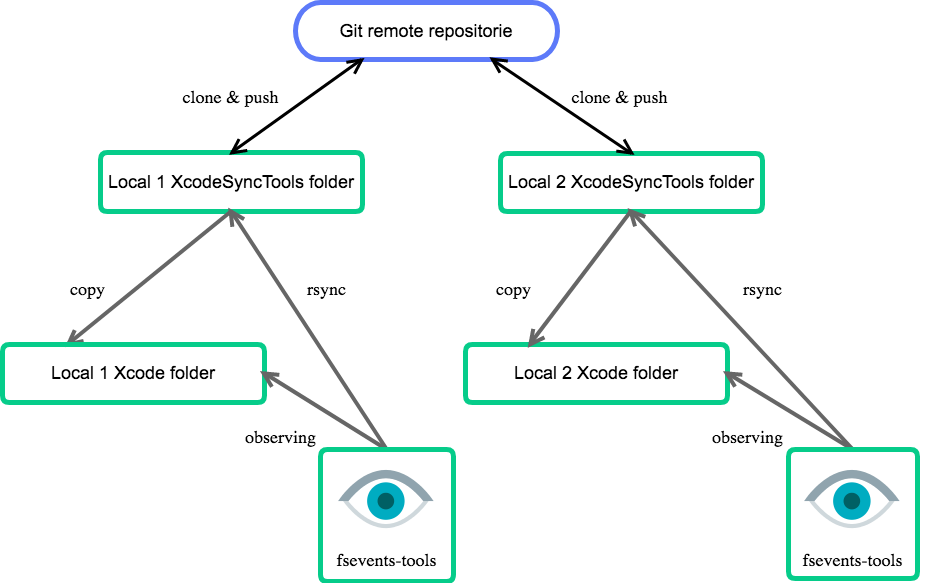 Git remote repositorie
clone & push
clone & push
Local 1 XcodeSyncTools folder
Local 2 XcodeSyncTools folder
copy
rsync
copy
rsync
Local 1 Xcode folder
Local 2 Xcode folder
observing
observing
fsevents-tools
fsevents-tools